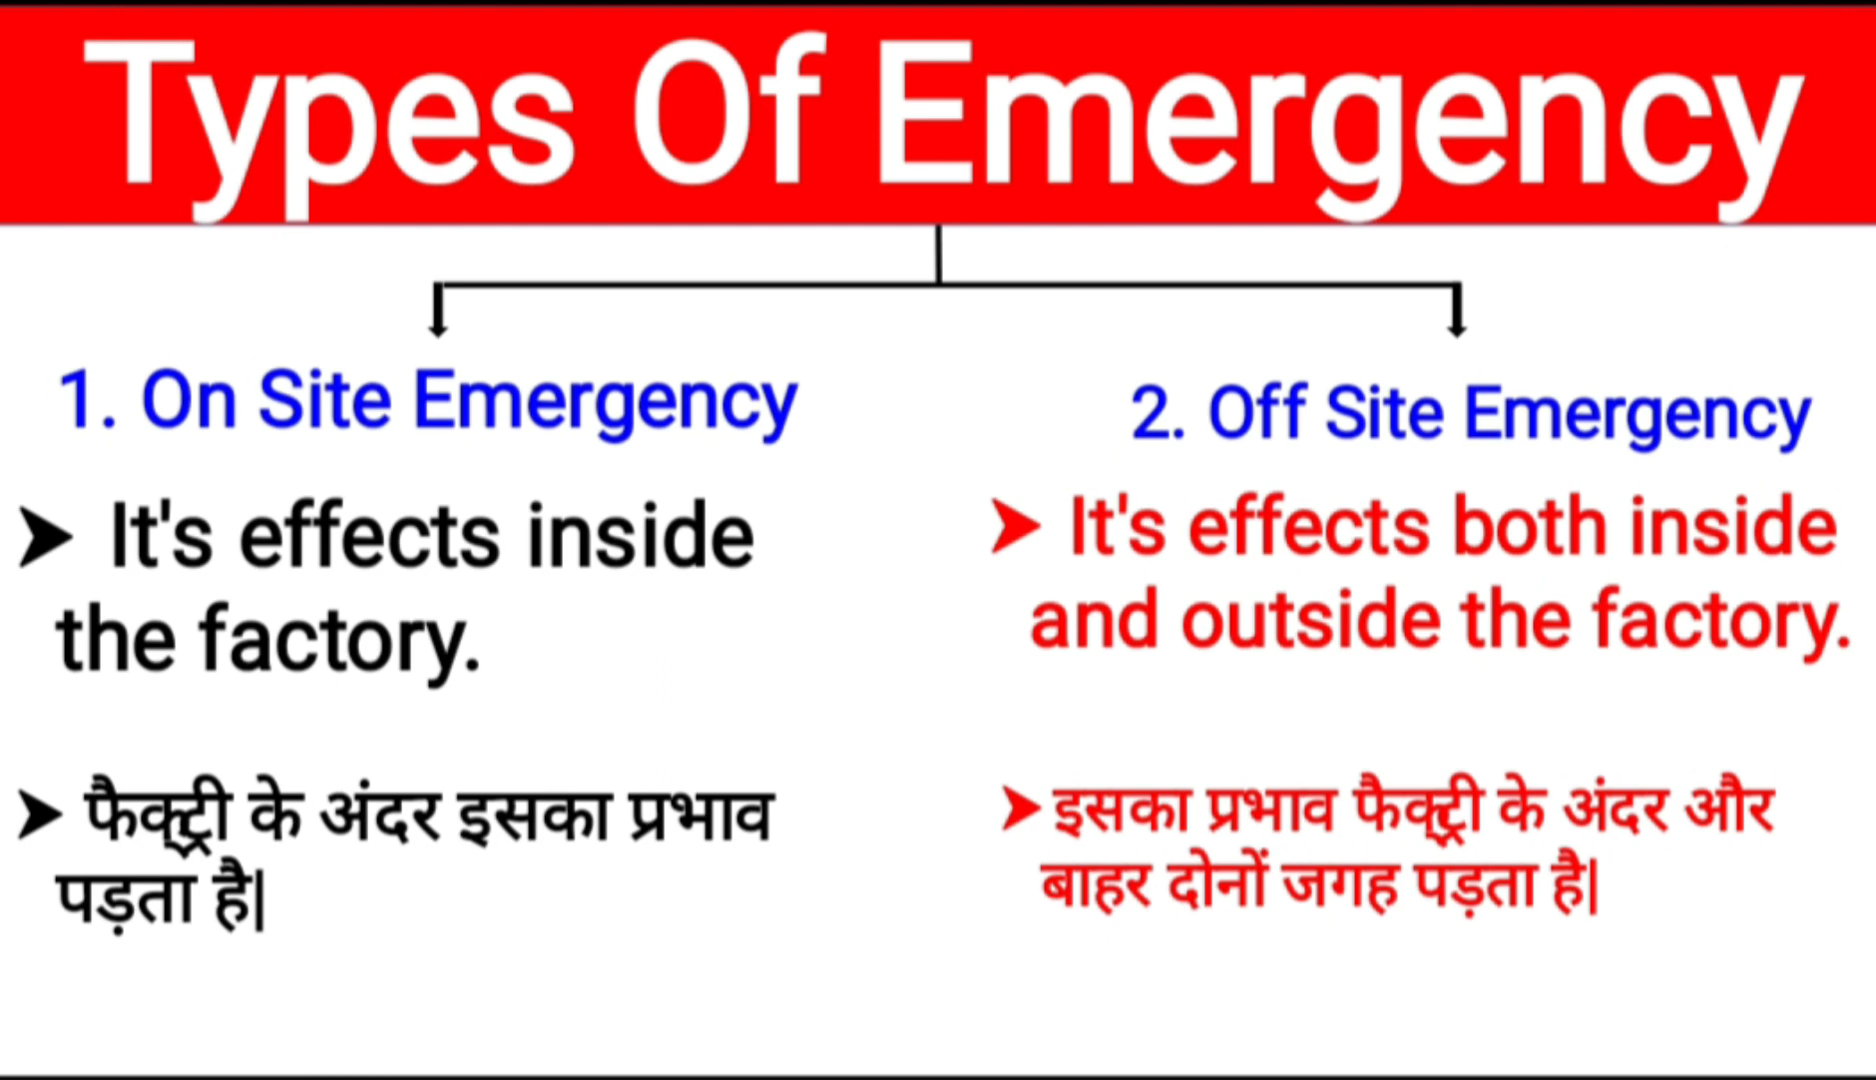 Types Of Emergency
1. On Site Emergency
➤ It's effects inside
the factory.
➤ फैक्ट्री के अंदर इसका प्रभाव
पड़ता है|
2. Off Site Emergency
➤ It's effects both inside
and outside the factory.
➤ इसका प्रभाव फैक्ट्री के अंदर और
बाहर दोनों जगह पड़ता है|